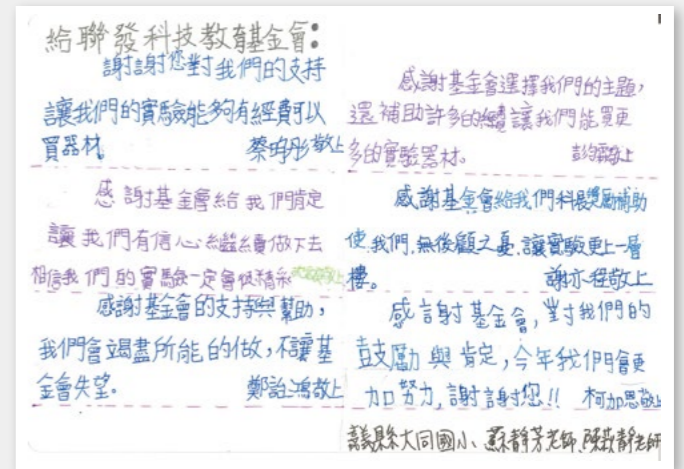 給聯發科技教育基金會：
謝謝您對我們的支持
讓我們的實驗能夠有經費可以
買器材。 蔡 敬上
感謝基金會給我們肯定
讓我們有信心繼續做下去
相信我們的實驗一定會很精彩
感謝基金會的支持與幫助，
我們會竭盡所能的做，不讓基
金會失望。 鄭詒鴻敬上
感謝基金會選擇我們的主題，
還補助許多的錢讓我們能買更
多的實驗器材。 敬上
感謝基金會給我們科展獎勵補助
使我們，無後顧之憂，讓實驗更上一層
樓。 謝亦程敬上
感謝基金會，對我們的
鼓勵與肯定，今年我們會更
加努力，謝謝您!! 柯加恩敬上
嘉義縣大同國小、蘇靜芳老師、陳 靜老師